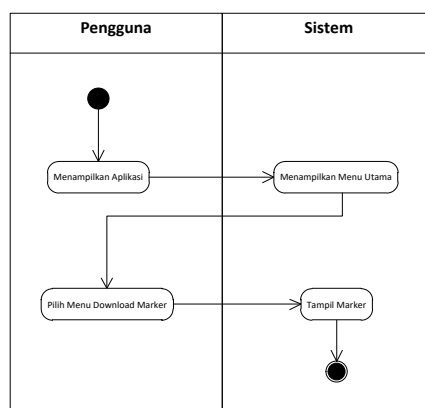 Pengguna
Sistem
Menampilkan Aplikasi
Menampilkan Menu Utama
Pilih Menu Download Marker
Tampil Marker